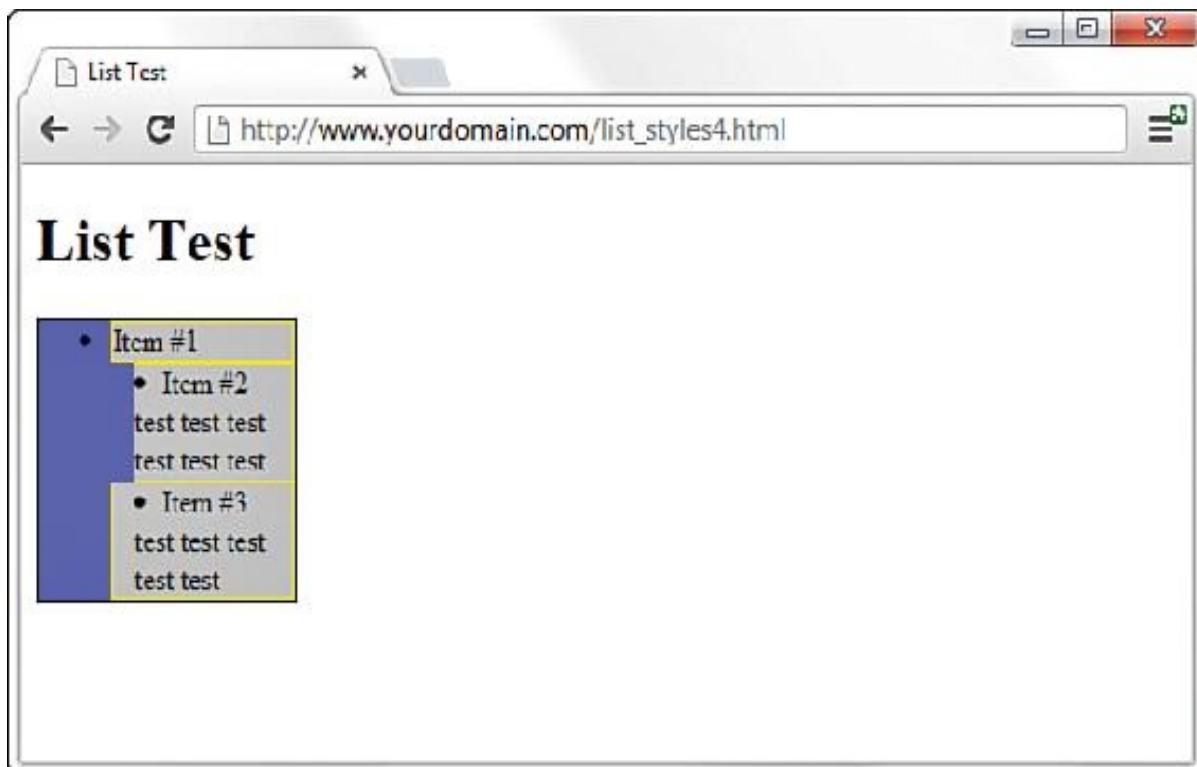 List Test
http://www.yourdomain.com/list_styles4.html
List Test
• Item #1
• Item #2
test test test
test test test
• Item #3
test test test
test test